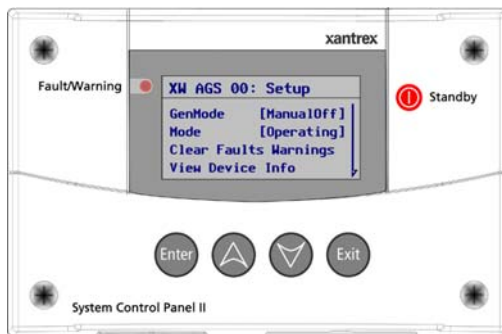 xantrex
Fault/Warning
XW AGS 00: Setup
Standby
GenMode [ManualOff]
Mode [Operating]
Clear Faults Warnings
View Device Info
Enter
Exit
System Control Panel II